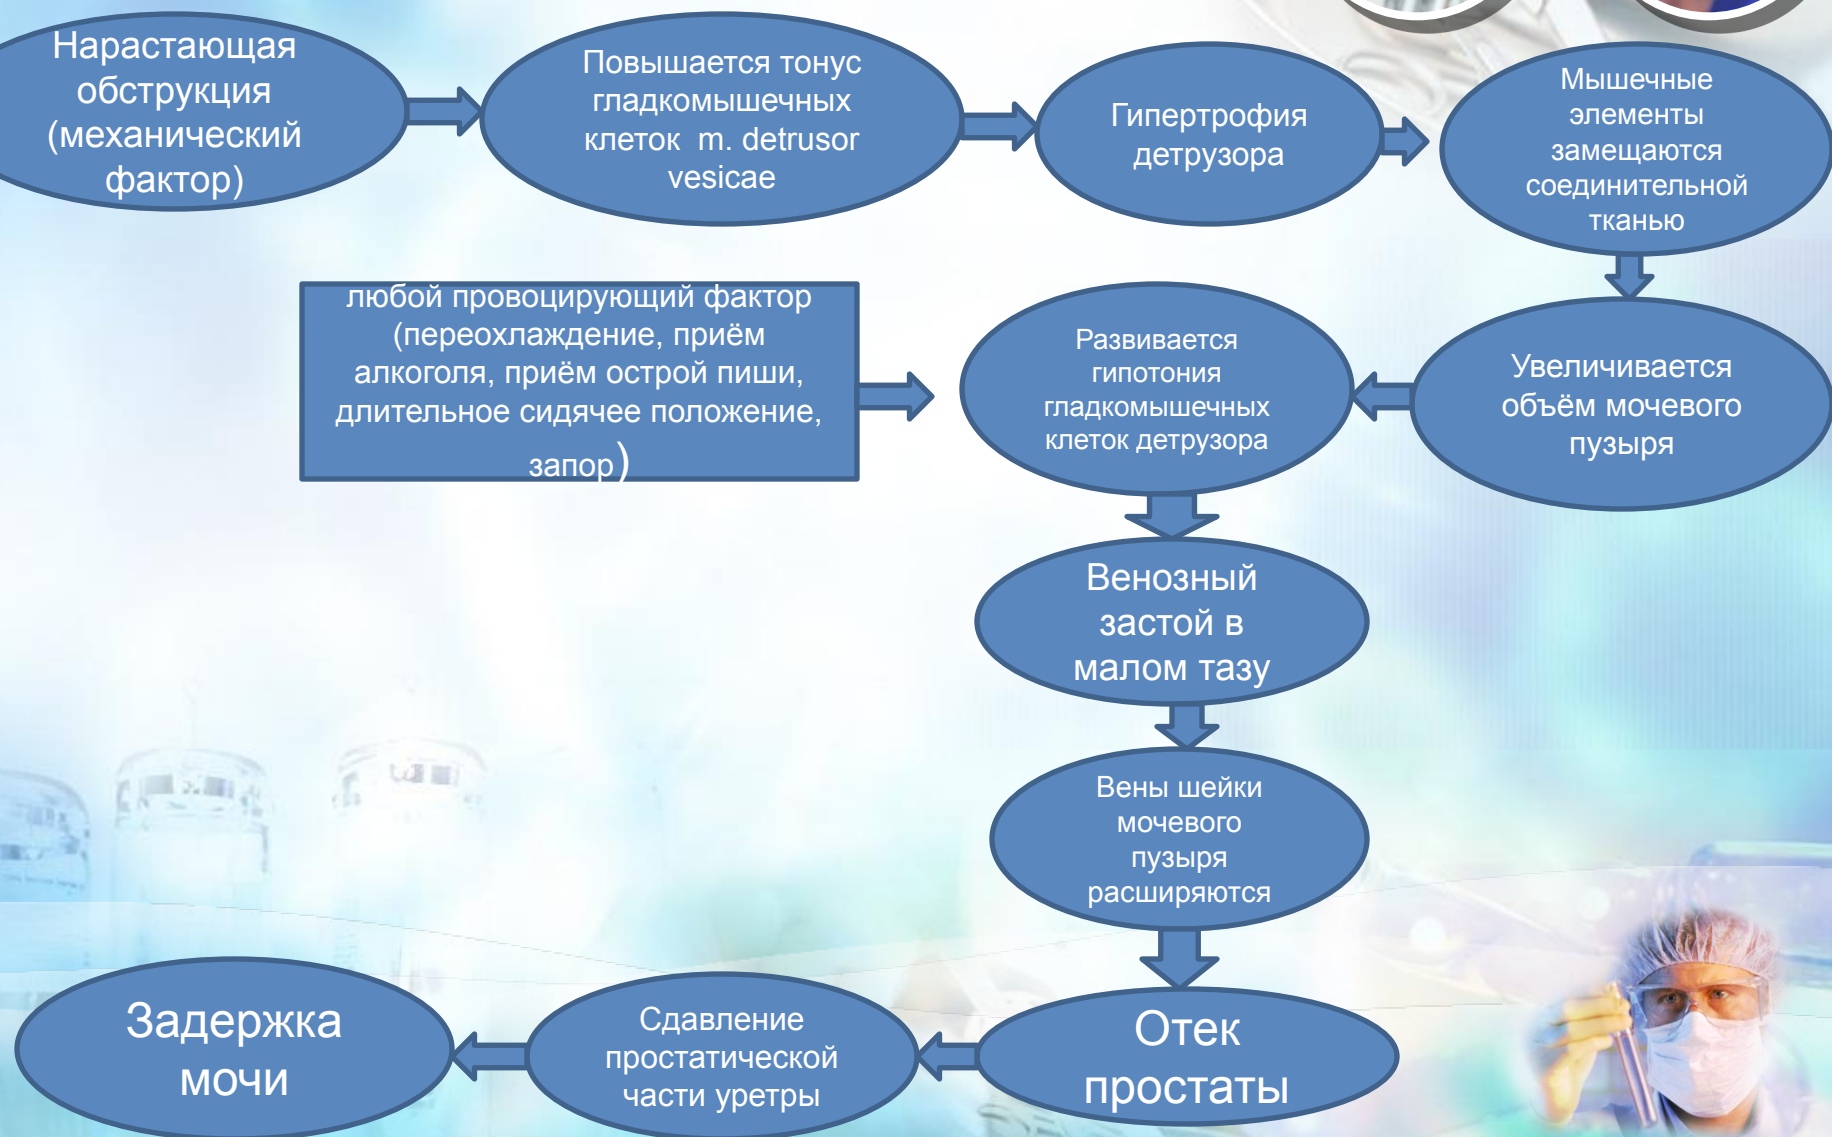 Нарастающая
обструкция
(механический
фактор)
Повышается тонус
гладкомышечных
клеток m. detrusor
vesicae
Гипертрофия
детрузора
Мышечные
элементы
замещаются
соединительной
тканью
любой провоцирующий фактор
(переохлаждение, приём
алкоголя, приём острой пиши,
длительное сидячее положение,
запор)
Развивается
гипотония
гладкомышечных
клеток детрузора
Увеличивается
объём мочевого
пузыря
Венозный
застой в
малом тазу
Вены шейки
мочевого
пузыря
расширяются
Задержка
мочи
Сдавление
простатической
части уретры
Отек
простаты